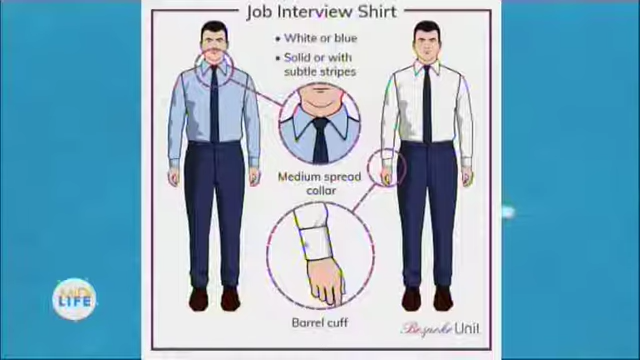 Job Interview Shirt
• White or blue
• Solid or with
subtle stripes
Medium spread
collar
Barrel cuff
Bespoke Unit
MiD
LIFE